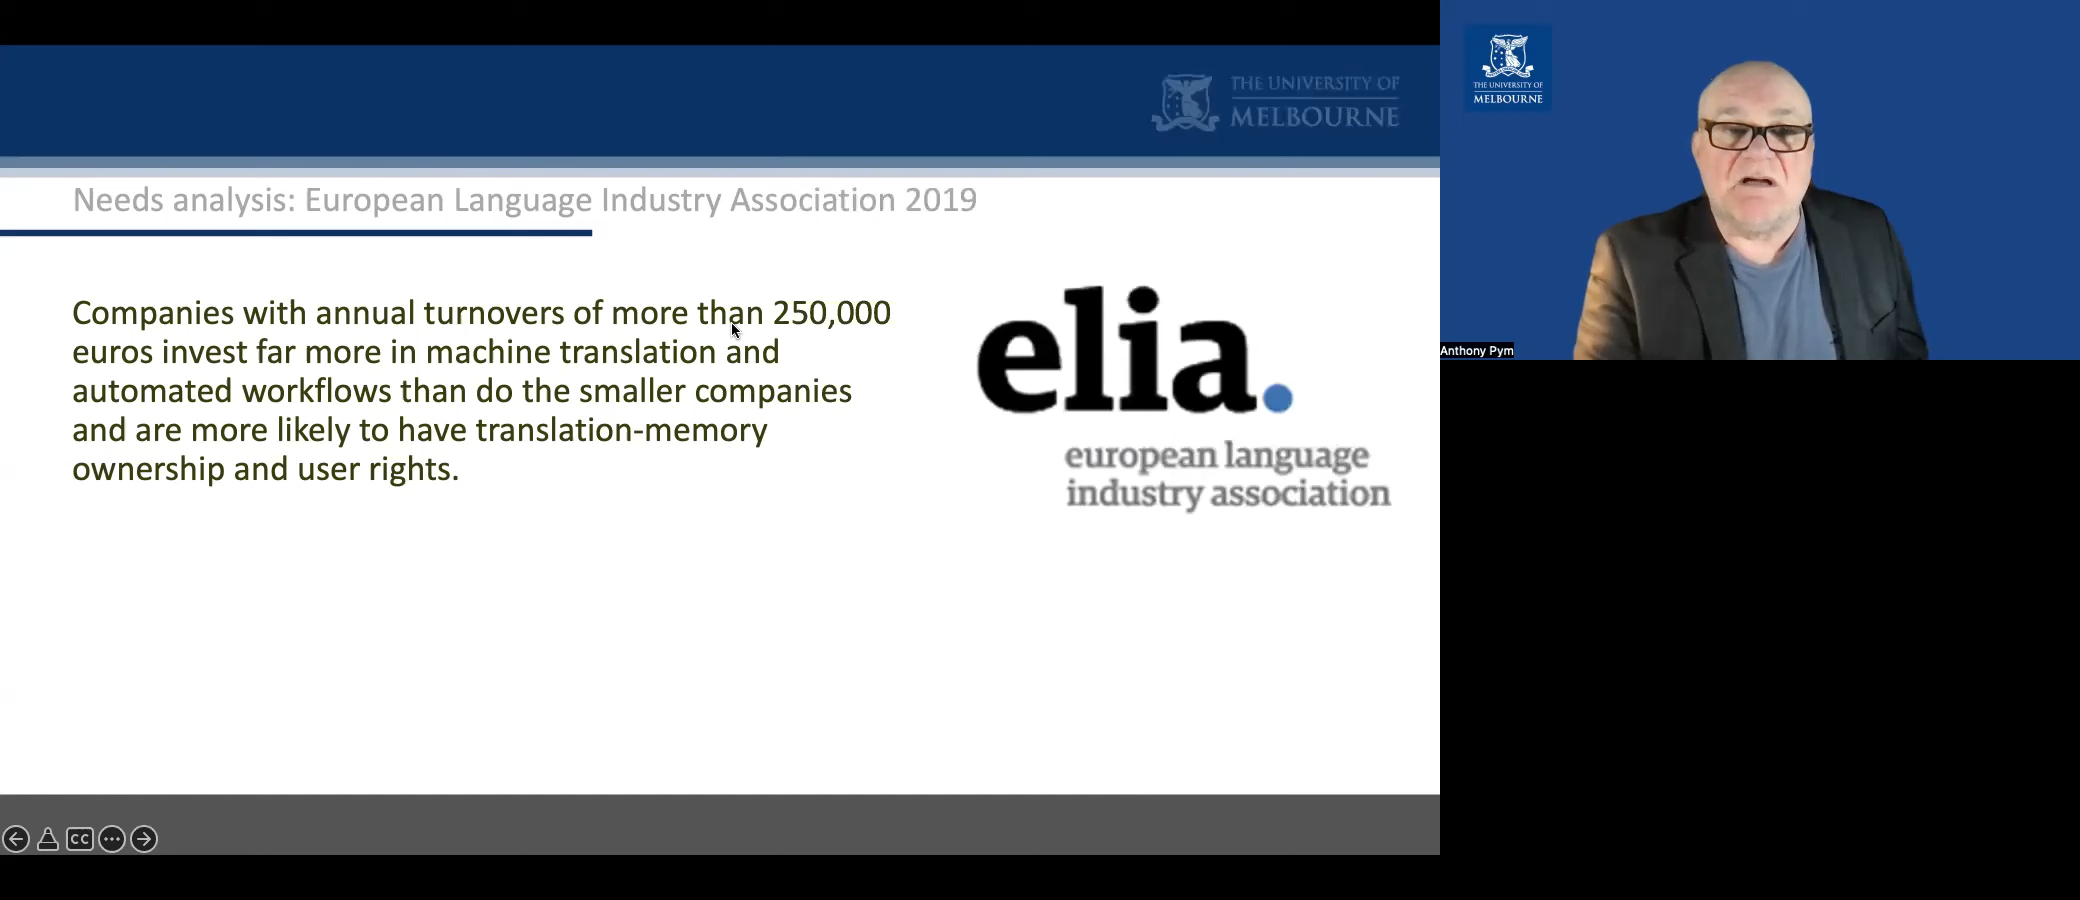 THE UNIVERSITY OF
MELBOURNE
Needs analysis: European Language Industry Association 2019
Companies with annual turnovers of more than 250,000
euros invest far more in machine translation and
automated workflows than do the smaller companies
and are more likely to have translation-memory
ownership and user rights.
elia.
european language
industry association
CC
THE UNIVERSITY OF
MELBOURNE
Anthony Pym